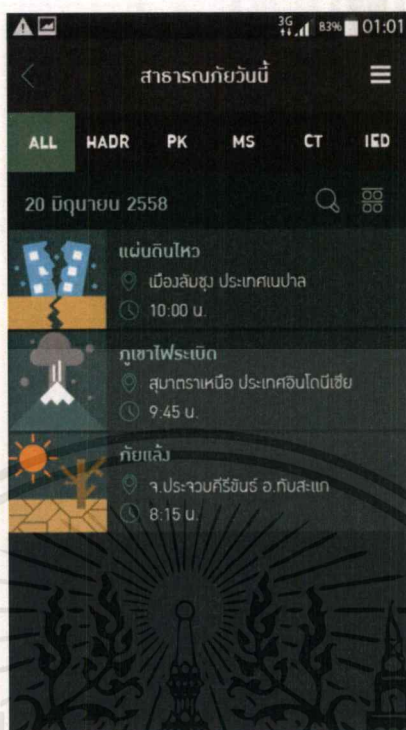 3G 83% 01:01
สาธารณภัยวันนี้
ALL HADR PK MS CT IED
20 มิถุนายน 2558
แผ่นดินไหว
เมืองลัมชุง ประเทศเนปาล
10:00 น.
ภูเขาไฟระเบิด
สุมาตราเหนือ ประเทศอินโดนีเซีย
9:45 น.
ภัยแล้ง
จ.ประจวบคีรีขันธ์ อ.ทับสะแก
8:15 น.